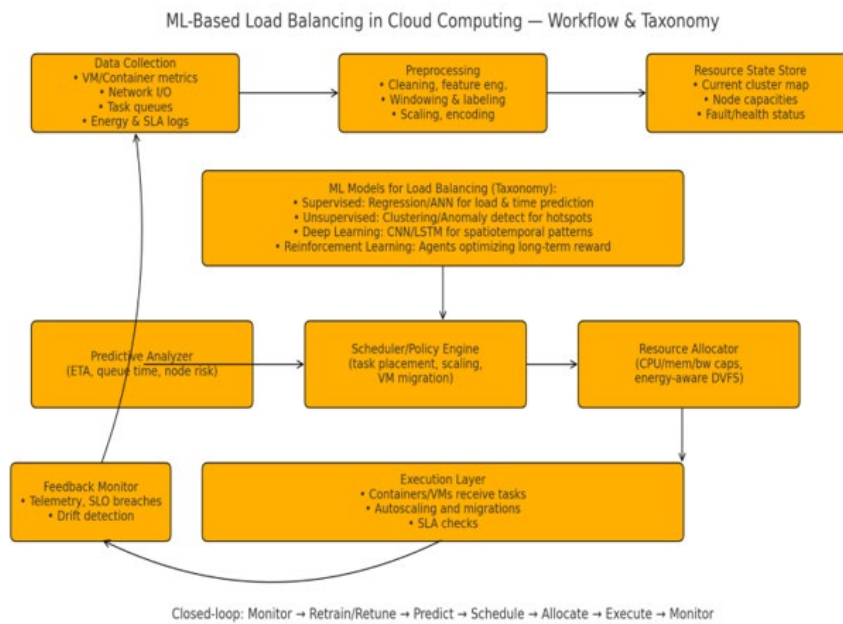 ML-Based Load Balancing in Cloud Computing — Workflow & Taxonomy
Data Collection
• VM/Container metrics
• Network I/O
• Task queues
• Energy & SLA logs
Preprocessing
• Cleaning, feature eng.
• Windowing & labeling
• Scaling, encoding
Resource State Store
• Current cluster map
• Node capacities
• Fault/health status
ML Models for Load Balancing (Taxonomy):
• Supervised: Regression/ANN for load & time prediction
• Unsupervised: Clustering/Anomaly detect for hotspots
• Deep Learning: CNN/LSTM for spatiotemporal patterns
• Reinforcement Learning: Agents optimizing long-term reward
Predictive Analyzer
(ETA, queue time, node risk)
Scheduler/Policy Engine
(task placement, scaling,
VM migration)
Resource Allocator
(CPU/mem/bw caps,
energy-aware DVFS)
Feedback Monitor
• Telemetry, SLO breaches
• Drift detection
Execution Layer
• Containers/VMs receive tasks
• Autoscaling and migrations
• SLA checks
Closed-loop: Monitor → Retrain/Retune → Predict → Schedule → Allocate → Execute → Monitor